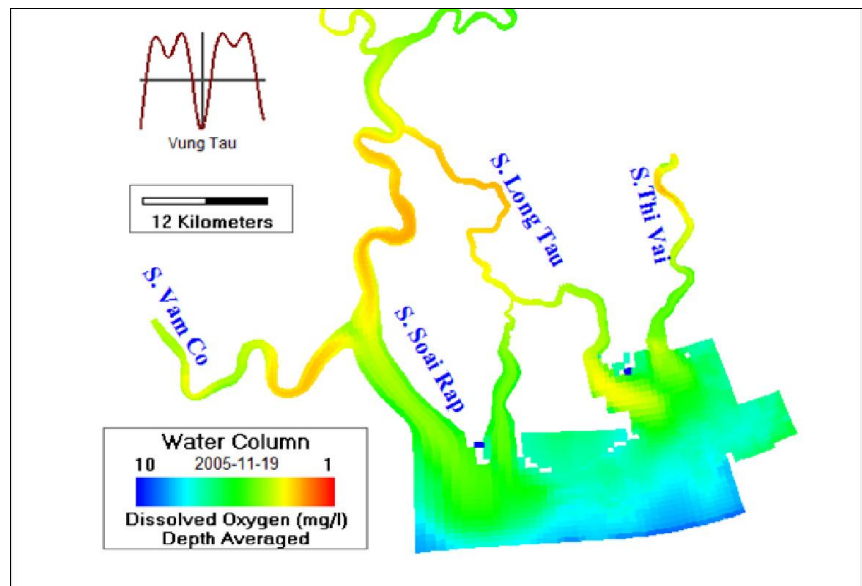 Vung Tau
12 Kilometers
S. Long Tau
S.Thi Vai
S. Vam Co
S. Soai Rap
Water Column
10 2005-11-19 1
Dissolved Oxygen (mg/l)
Depth Averaged